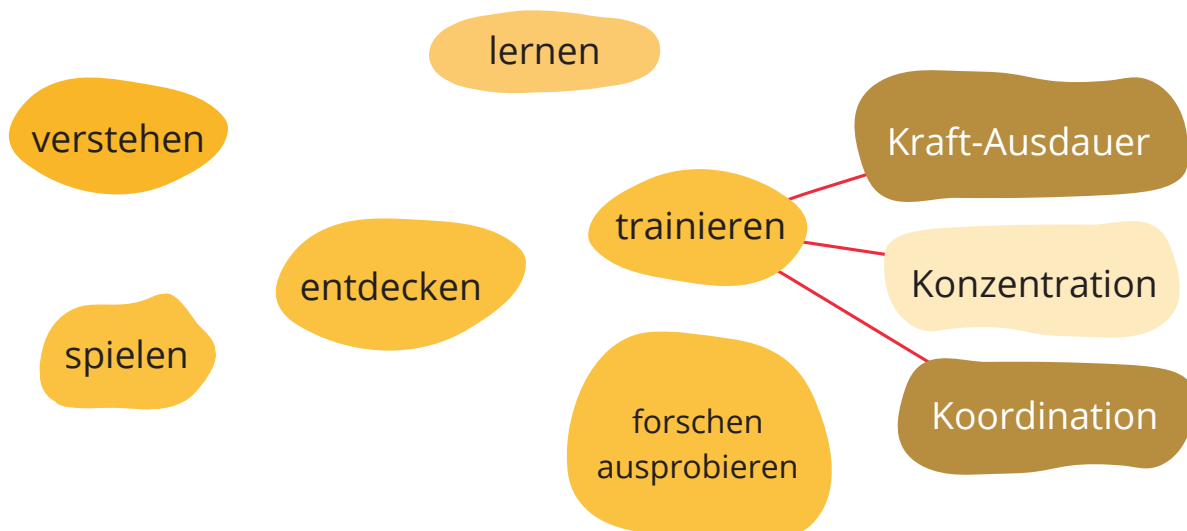 lernen
verstehen
Kraft-Ausdauer
trainieren
entdecken
Konzentration
spielen
forschen
ausprobieren
Koordination